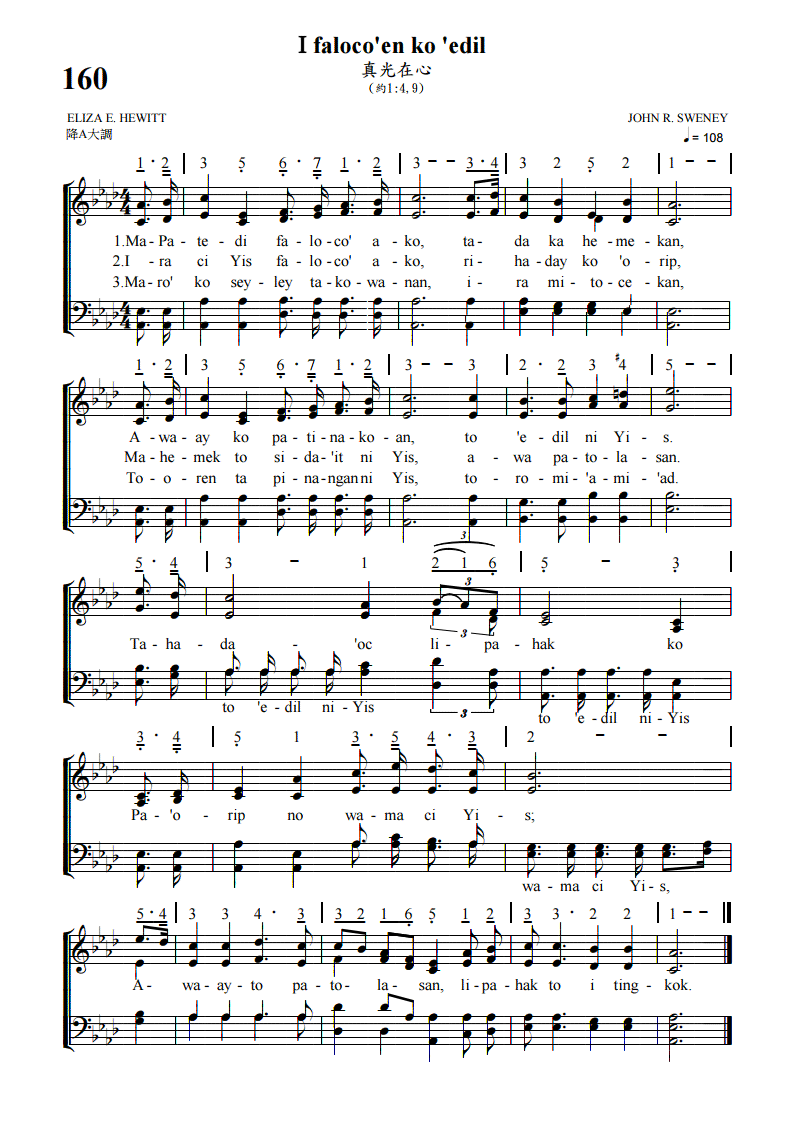 I faloco'en ko 'edil
160
真光在心
(約1:4,9)
ELIZA E. HEWITT
JOHN R. SWENEY
降A大調
♩= 108
1 · 2 | 3 5 6 · 7 1 · 2 | 3 – – 3 · 4 | 3 2 5 2 | 1 – – |
1.Ma-Pa-te-di fa-lo-co' a-ko, ta-da ka he-me-kan,
2.I-ra ci Yis fa-lo-co' a-ko, ri-ha-day ko 'o-rip,
3.Ma-ro' ko sey-ley ta-ko-wa-nan, i-ra mi-to-ce-kan,
1 · 2 | 3 5 6 · 7 1 · 2 | 3 – – 3 | 2 · 2 3 #4 | 5 – – |
A-wa-ay ko pa-ti-na-ko-an, to 'e-dil ni Yis.
Ma-he-mek to si-da-'it ni Yis, a-wa pa-to-la-san.
To-o-ren ta pi-na-ngan ni Yis, to-ro-mi-'a-mi-'ad.
5 · 4 | 3 – 1 2 1 6 | 5 – 3 |
Ta-ha-da-'oc li-pa-hak ko
to 'e-dil ni-Yis
to 'e-dil ni-Yis
3 · 4 | 5 1 3 · 5 4 · 3 | 2 – – |
Pa-'o-rip no wa-ma ci Yi-s;
wa-ma ci Yi-s,
5 · 4 | 3 3 4 · 3 | 3 2 1 6 5 1 2 | 3 · 3 2 2 | 1 – –
A-wa-ay-to pa-to-la-san, li-pa-hak to i ting-kok.